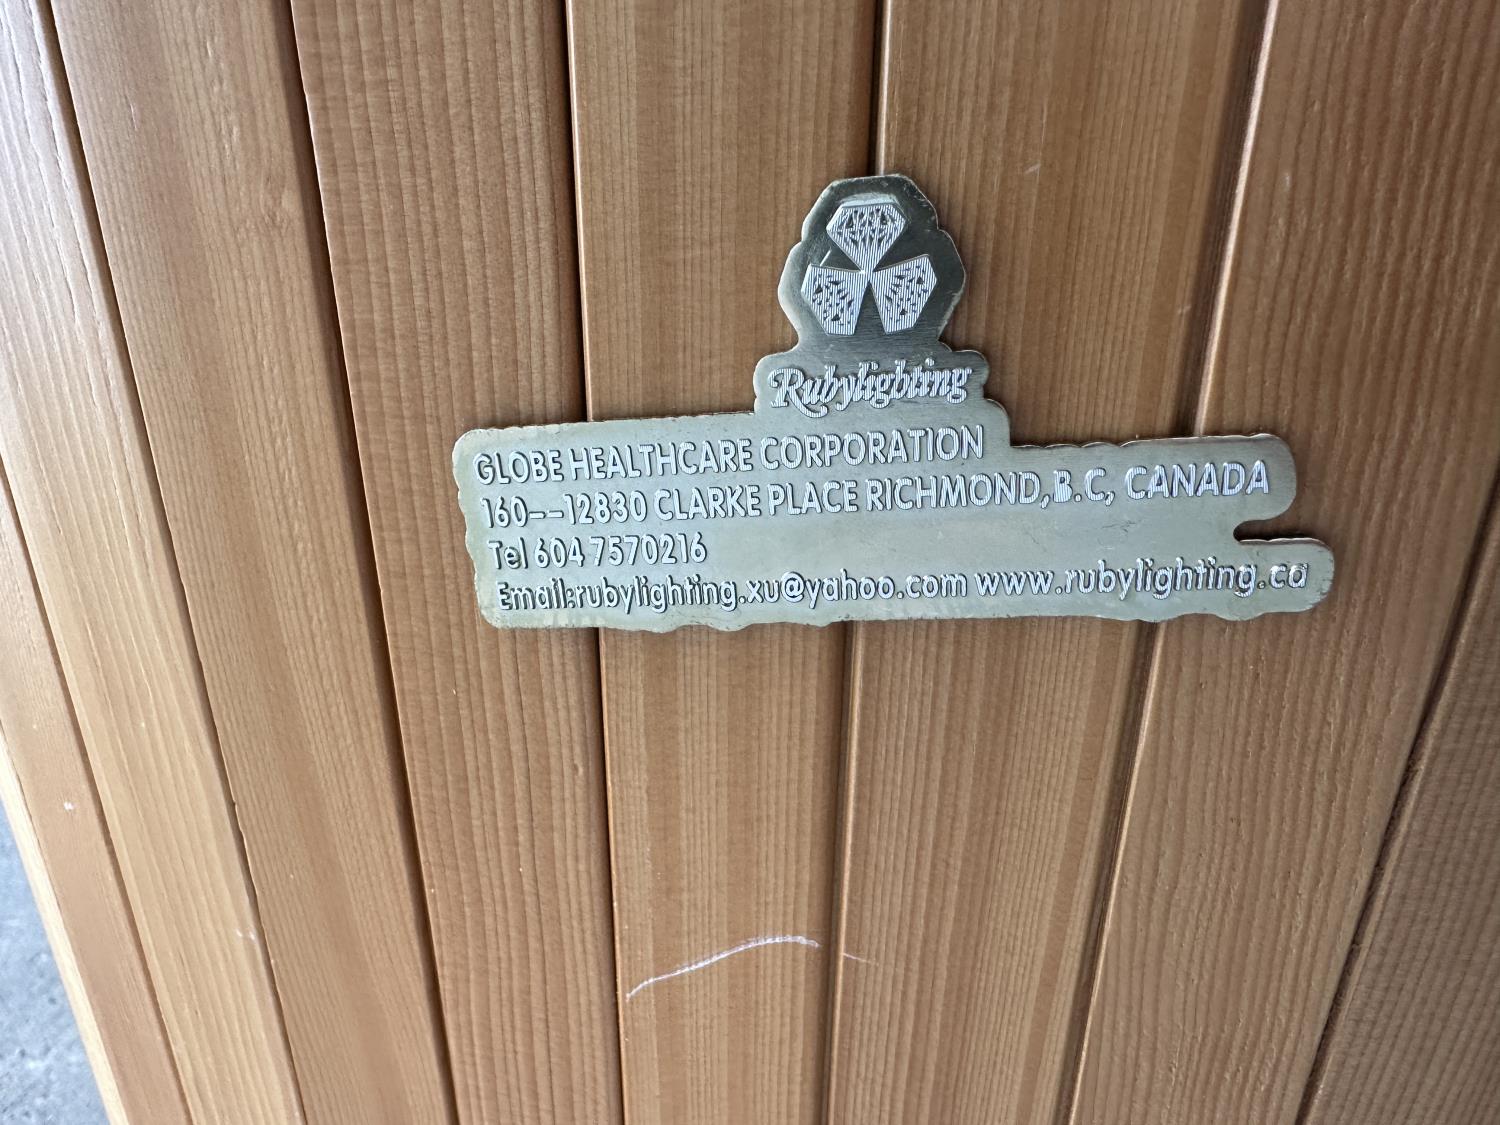 Rubylighting
GLOBE HEALTHCARE CORPORATION
160--12830 CLARKE PLACE RICHMOND,B.C, CANADA
Tel 604 7570216
Email:rubylighting.xu@yahoo.com www.rubylighting.ca